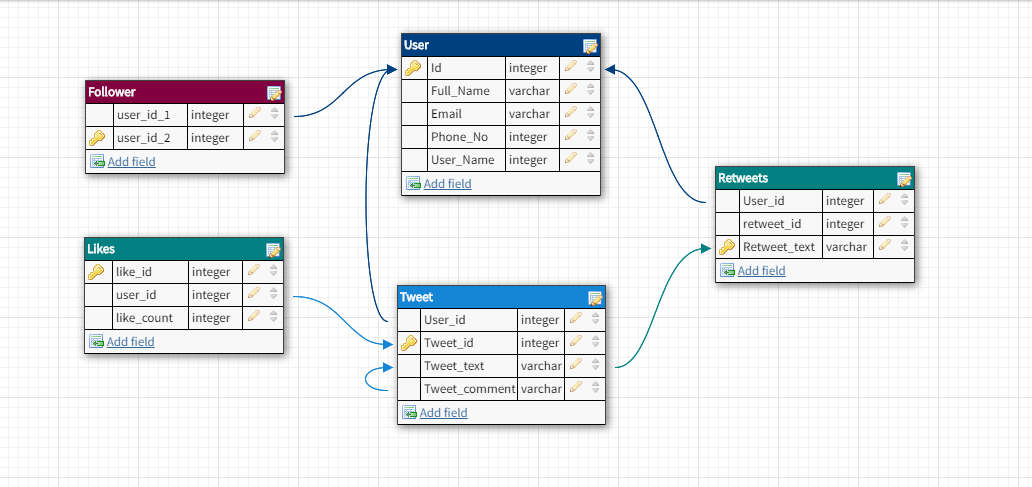 User
Id integer
Full_Name varchar
Email varchar
Phone_No integer
User_Name integer
Add field
Follower
user_id_1 integer
user_id_2 integer
Add field
Retweets
User_id integer
retweet_id integer
Retweet_text varchar
Add field
Likes
like_id integer
user_id integer
like_count integer
Add field
Tweet
User_id integer
Tweet_id integer
Tweet_text varchar
Tweet_comment varchar
Add field